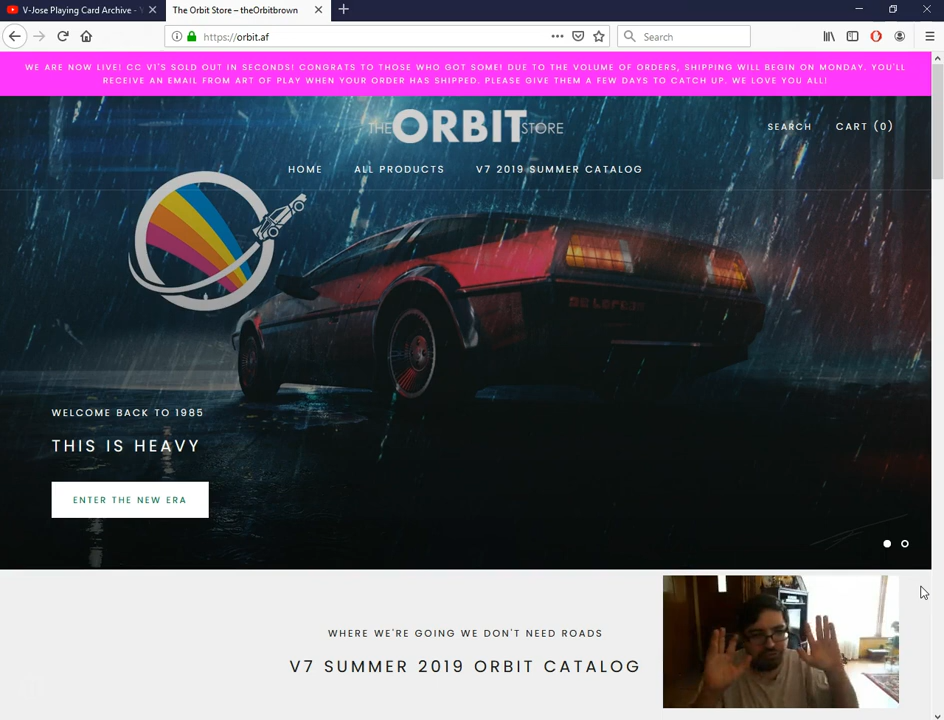 V-Jose Playing Card Archive - Y
The Orbit Store – theOrbitbrown
https://orbit.af
Search
WE ARE NOW LIVE! CC V1'S SOLD OUT IN SECONDS! CONGRATS TO THOSE WHO GOT SOME! DUE TO THE VOLUME OF ORDERS, SHIPPING WILL BEGIN ON MONDAY. YOU'LL
RECEIVE AN EMAIL FROM ART OF PLAY WHEN YOUR ORDER HAS SHIPPED. PLEASE GIVE THEM A FEW DAYS TO CATCH UP. WE LOVE YOU ALL!
THE ORBIT STORE
SEARCH
CART (0)
HOME
ALL PRODUCTS
V7 2019 SUMMER CATALOG
WELCOME BACK TO 1985
THIS IS HEAVY
ENTER THE NEW ERA
WHERE WE'RE GOING WE DON'T NEED ROADS
V7 SUMMER 2019 ORBIT CATALOG